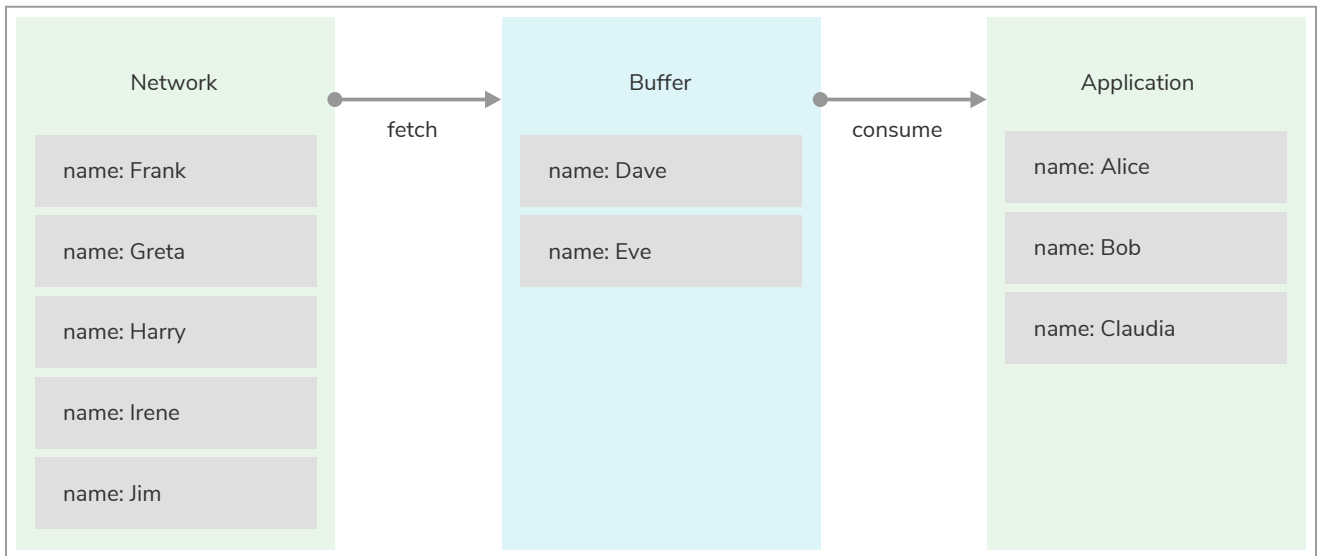 Network
fetch
Buffer
consume
Application
name: Frank
name: Greta
name: Harry
name: Irene
name: Jim
name: Dave
name: Eve
name: Alice
name: Bob
name: Claudia